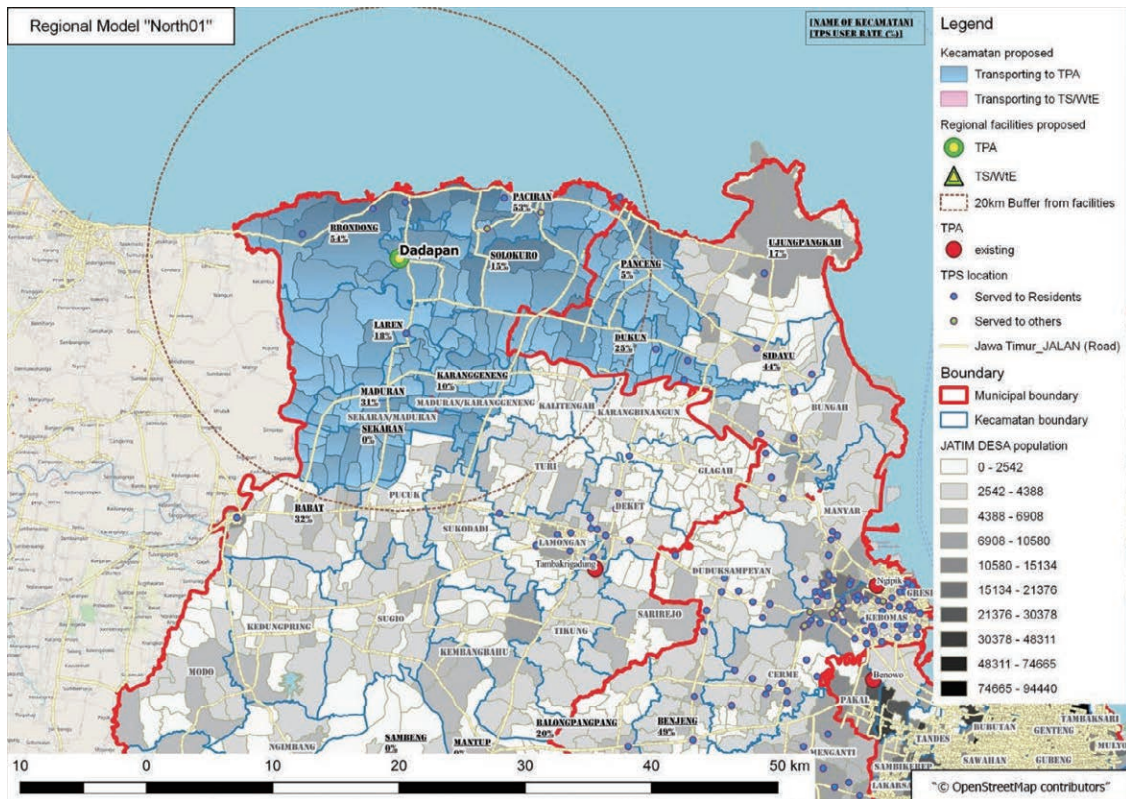 Regional Model "North01"
[NAME OF KECAMATAN]
[TPS USER RATE (%)]
Legend
Kecamatan proposed
Transporting to TPA
Transporting to TS/WtE
Regional facilities proposed
TPA
TS/WtE
20km Buffer from facilities
TPA
existing
TPS location
Served to Residents
Served to others
Jawa Timur_JALAN (Road)
Boundary
Municipal boundary
Kecamatan boundary
JATIM DESA population
0 - 2542
2542 - 4388
4388 - 6908
6908 - 10580
10580 - 15134
15134 - 21376
21376 - 30378
30378 - 48311
48311 - 74665
74665 - 94440
PACIRAN
53%
BRONDONG
54%
Dadapan
SOLOKURO
15%
PANCENG
5%
UJUNGPANGKAH
17%
LAREN
18%
DUKUN
25%
SIDAYU
44%
KARANGGENENG
10%
MADURAN
31%
MADURAN/KARANGGENENG
SEKARAN/MADURAN
SEKARAN
0%
KALITENGAH
KARANGBINANGUN
BUNGAH
TURI
GLAGAH
PUCUK
BABAT
32%
SUKODADI
DEKET
MANYAR
LAMONGAN
Tambakrigadung
DUDUKSAMPEYAN
Ngipik
GRESI
KEBOMAS
KEDUNGPRING
SUGIO
SARIREJO
TIKUNG
KEMBANGBAHU
MODO
CERME
Benowo
PAKAL
BALONGPANGPANG
20%
BENJENG
49%
SAMBENG
0%
MANTUP
NGIMBANG
MENGANTI
TANDES
BUBUTAN
TAMBAKSARI
GENTENG
SAMBIKEREP
SAWAHAN
GUBENG
MULYO
LAKARSA
10 0 10 20 30 40 50 km
"© OpenStreetMap contributors"